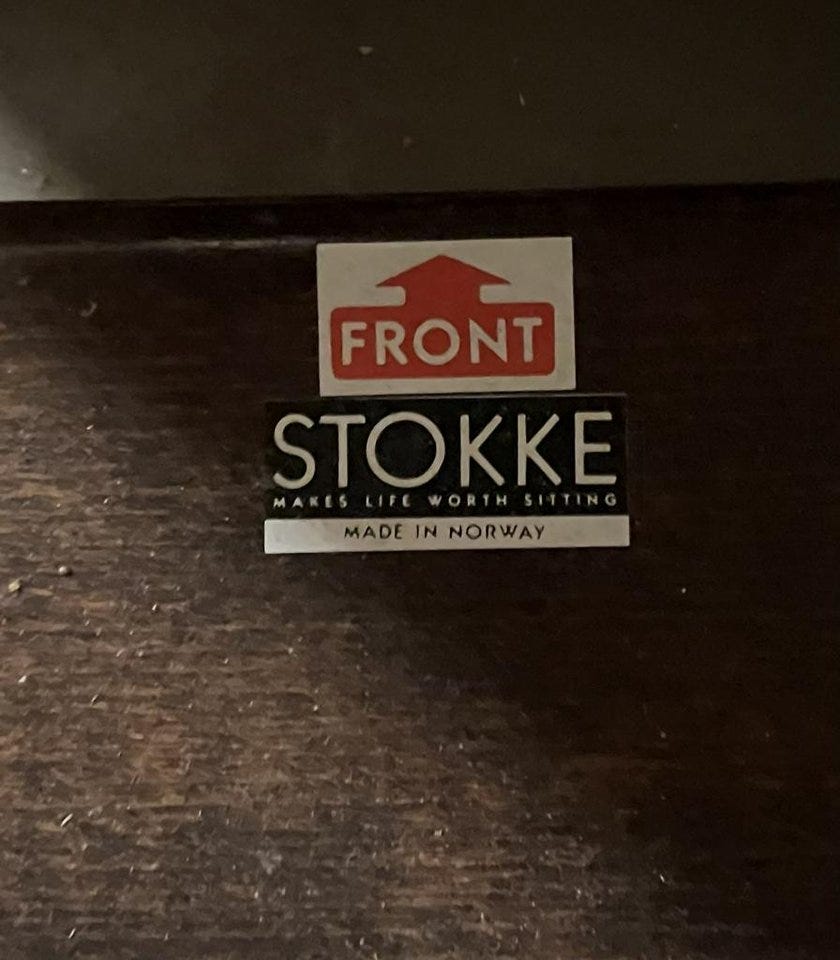 FRONT
STOKKE
MAKES LIFE WORTH SITTING
MADE IN NORWAY